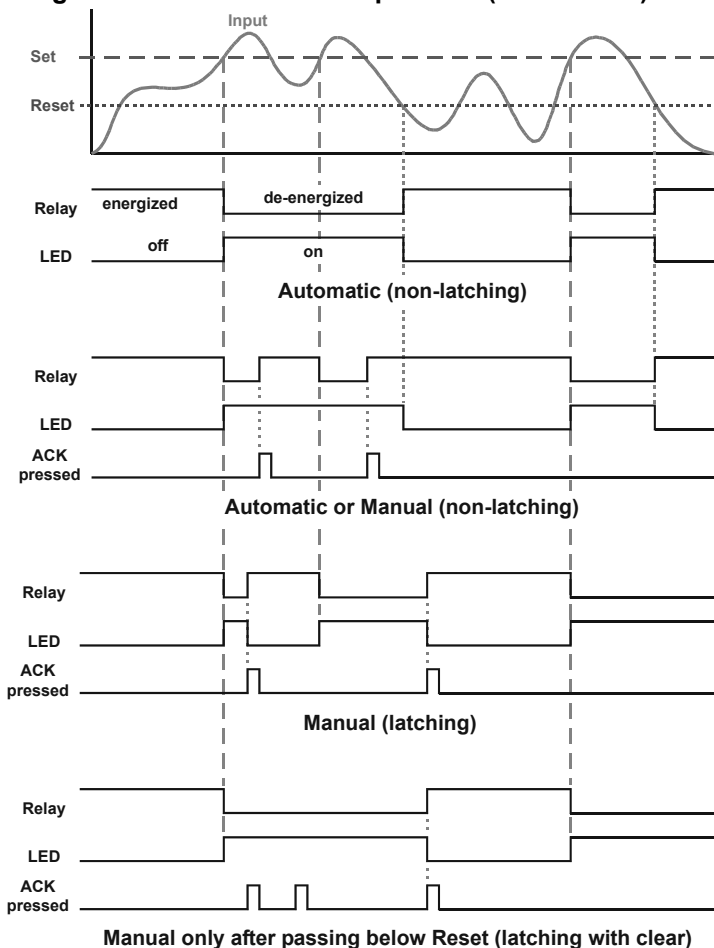 Input
Set
Reset
Relay energized de-energized
LED off on
Automatic (non-latching)
Relay
LED
ACK
pressed
Automatic or Manual (non-latching)
Relay
LED
ACK
pressed
Manual (latching)
Relay
LED
ACK
pressed
Manual only after passing below Reset (latching with clear)